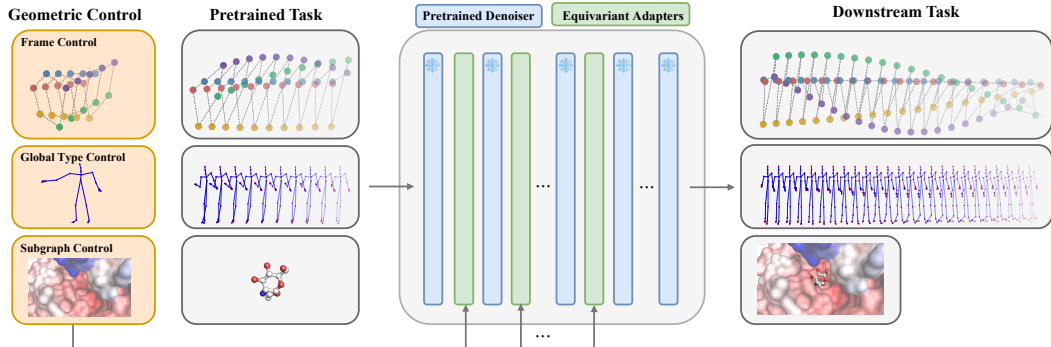 Geometric Control
Pretrained Task
Pretrained Denoiser
Equivariant Adapters
Downstream Task
Frame Control
Global Type Control
...
...
Subgraph Control
...